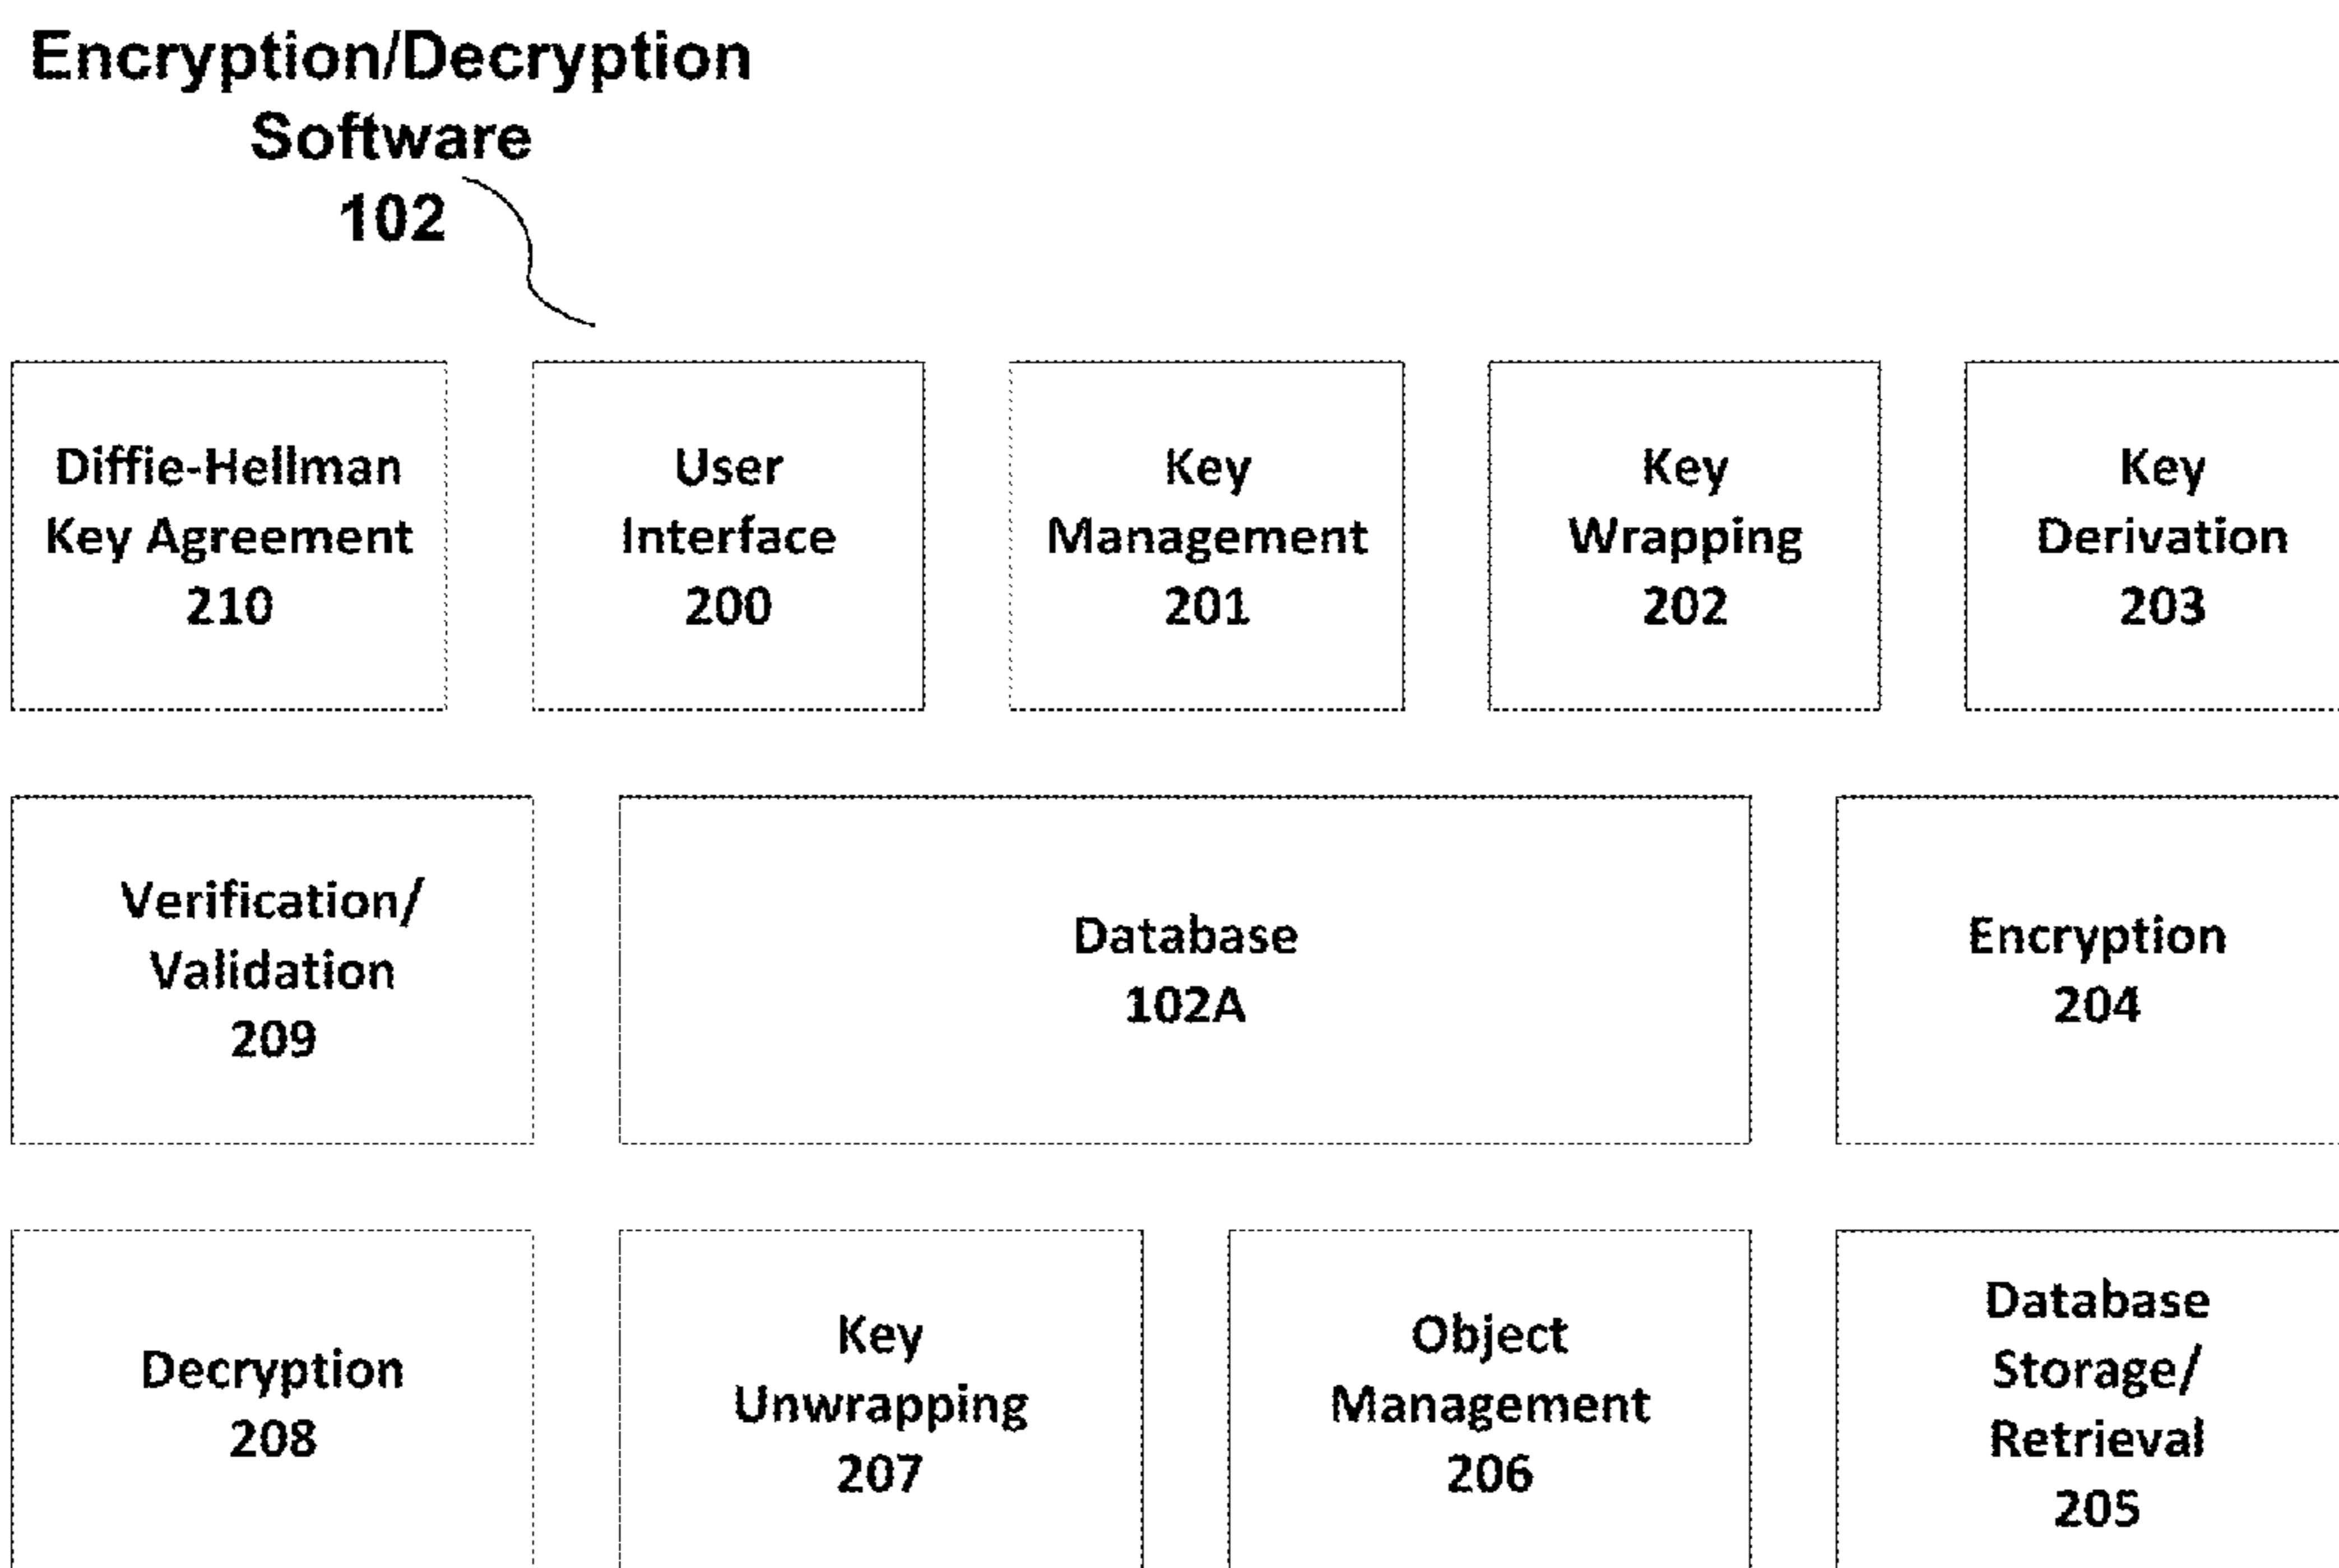 Encryption/Decryption
Software
102
Diffie-Hellman
Key Agreement
210
User
Interface
200
Key
Management
201
Key
Wrapping
202
Key
Derivation
203
Verification/
Validation
209
Database
102A
Encryption
204
Decryption
208
Key
Unwrapping
207
Object
Management
206
Database
Storage/
Retrieval
205